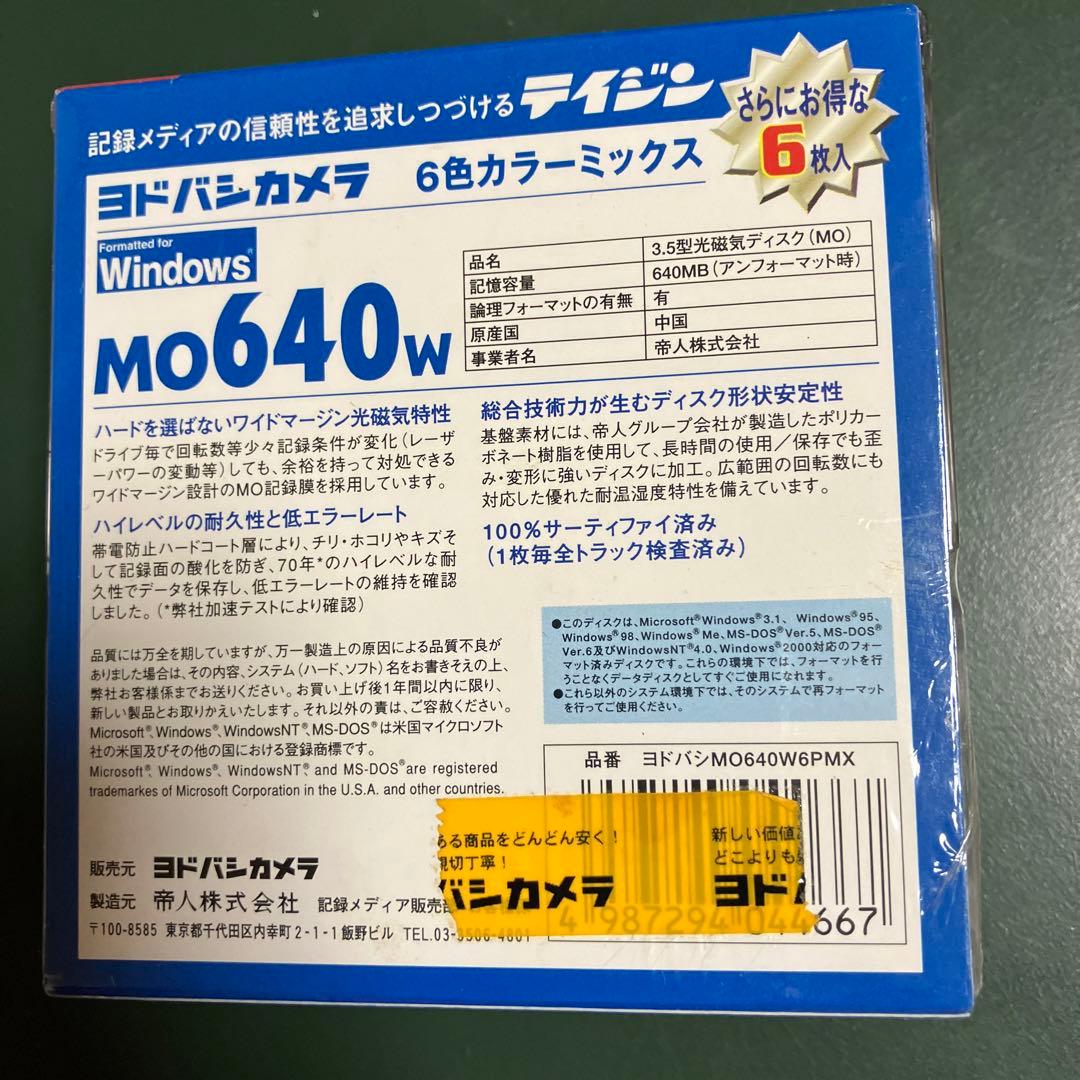 記録メディアの信頼性を追求しつづける テイジン
さらにお得な
6枚入
ヨドバシカメラ 6色カラーミックス
Formatted for
Windows®
MO640W
品名 3.5型光磁気ディスク(MO)
記憶容量 640MB(アンフォーマット時)
論理フォーマットの有無 有
原産国 中国
事業者名 帝人株式会社
ハードを選ばないワイドマージン光磁気特性
ドライブ毎で回転数等少々記録条件が変化(レーザ
ーパワーの変動等)しても、余裕を持って対処できる
ワイドマージン設計のMO記録膜を採用しています。
ハイレベルの耐久性と低エラーレート
帯電防止ハードコート層により、チリ・ホコリやキズそ
して記録面の酸化を防ぎ、70年*のハイレベルな耐
久性でデータを保存し、低エラーレートの維持を確認
しました。(*弊社加速テストにより確認)
総合技術力が生むディスク形状安定性
基盤素材には、帝人グループ会社が製造したポリカー
ボネート樹脂を使用して、長時間の使用/保存でも歪
み・変形に強いディスクに加工。広範囲の回転数にも
対応した優れた耐温湿度特性を備えています。
100%サーティファイ済み
(1枚毎全トラック検査済み)
品質には万全を期していますが、万一製造上の原因による品質不良が
ありました場合は、その内容、システム(ハード、ソフト)名をお書きそえの上、
弊社お客様係までお送りください。お買い上げ後1年間以内に限り、
新しい製品とお取りかえいたします。それ以外の責は、ご容赦ください。
Microsoft®、Windows®、WindowsNT®、MS-DOS®は米国マイクロソフト
社の米国及びその他の国における登録商標です。
Microsoft®, Windows®, WindowsNT®, and MS-DOS® are registered
trademarkes of Microsoft Corporation in the U.S.A. and other countries.
●このディスクは、Microsoft®Windows®3.1、Windows®95、
Windows®98、Windows®Me、MS-DOS®Ver.5、MS-DOS®
Ver.6及びWindowsNT®4.0、Windows®2000対応のフォー
マット済みディスクです。これらの環境下では、フォーマットを行
うことなくデータディスクとしてすぐご使用になれます。
●これら以外のシステム環境下では、そのシステムで再フォーマット
を行ってご使用ください。
品番 ヨドバシMO640W6PMX
ある商品をどんどん安く! 新しい価値
親切丁寧! どこよりも
バシカメラ ヨドバ
4 987294 044667
販売元 ヨドバシカメラ
製造元 帝人株式会社 記録メディア販売部
〒100-8585 東京都千代田区内幸町2-1-1飯野ビル TEL.03-3506-4801